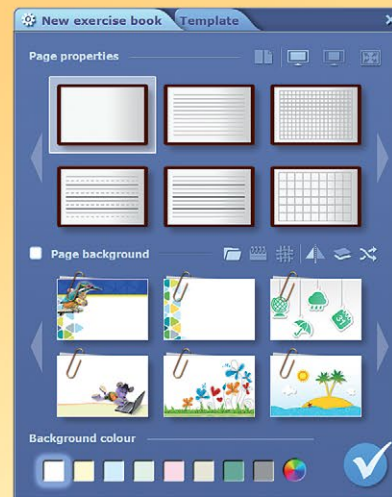 New exercise book Template
Page properties
Page background
Background colour